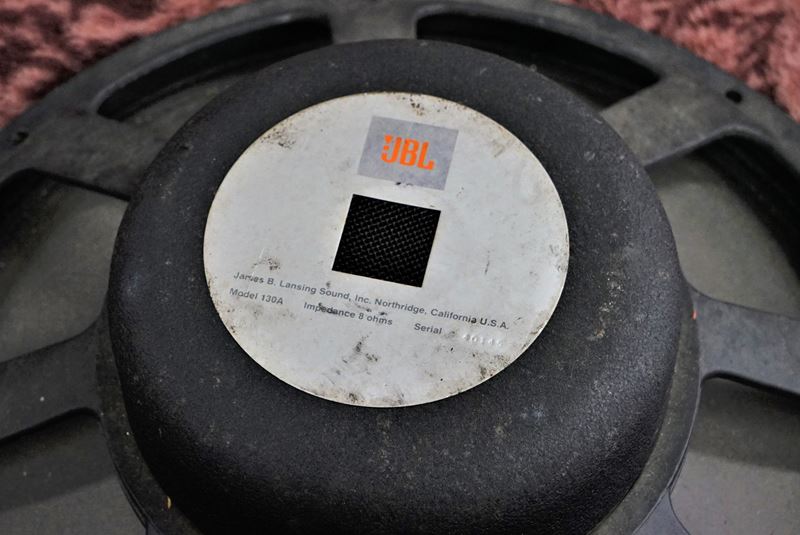 JBL
James B. Lansing Sound, Inc. Northridge, California U.S.A.
Model 130A Impedance 8 ohms Serial